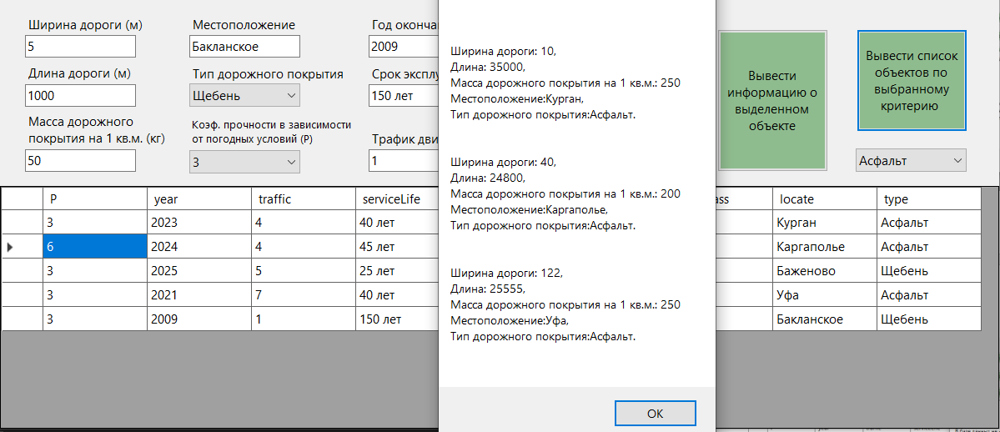 Ширина дороги (м)
5
Местоположение
Бакланское
Год оконча
2009
Длина дороги (м)
1000
Тип дорожного покрытия
Щебень
Срок эксплу
150 лет
Масса дорожного
покрытия на 1 кв.м. (кг)
50
Коэф. прочности в зависимости
от погодных условий (P)
3
Трафик дви
1
Ширина дороги: 10,
Длина: 35000,
Масса дорожного покрытия на 1 кв.м.: 250
Местоположение:Курган,
Тип дорожного покрытия:Асфальт.
Ширина дороги: 40,
Длина: 24800,
Масса дорожного покрытия на 1 кв.м.: 200
Местоположение:Каргаполье,
Тип дорожного покрытия:Асфальт.
Ширина дороги: 122,
Длина: 25555,
Масса дорожного покрытия на 1 кв.м.: 250
Местоположение:Уфа,
Тип дорожного покрытия:Асфальт.
OK
Вывести
информацию о
выделенном
объекте
Вывести список
объектов по
выбранному
критерию
Асфальт
P year traffic serviceLife ass locate type
3 2023 4 40 лет Курган Асфальт
6 2024 4 45 лет Каргаполье Асфальт
3 2025 5 25 лет Баженово Щебень
3 2021 7 40 лет Уфа Асфальт
3 2009 1 150 лет Бакланское Щебень